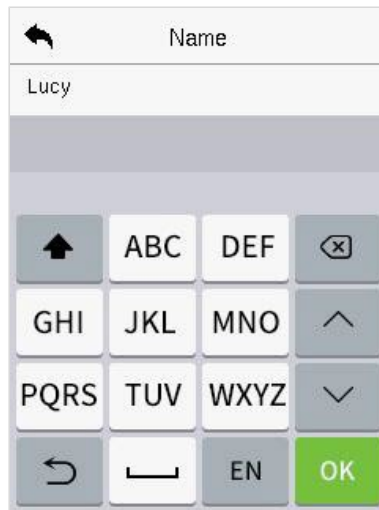 Name
Lucy
ABC DEF
GHI JKL MNO
PQRS TUV WXYZ
EN OK